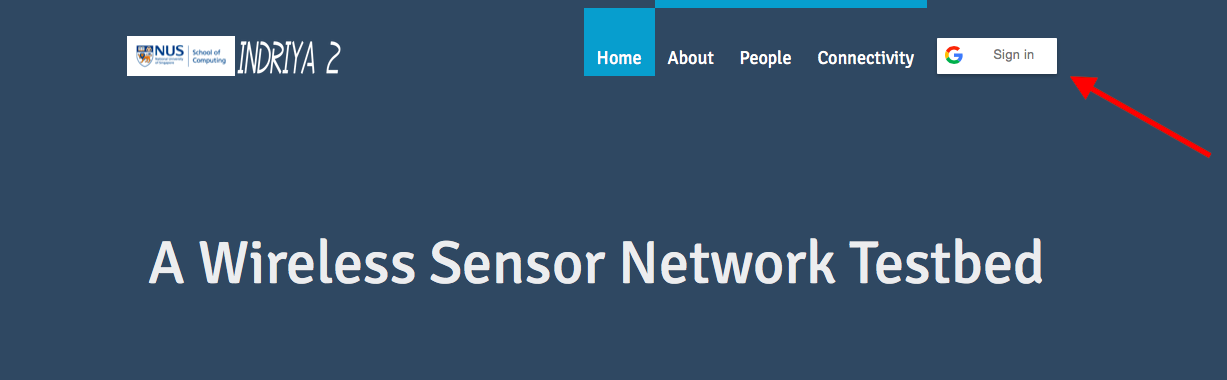 NUS
National University
of Singapore
School of
Computing
INDRIYA 2
Home
About
People
Connectivity
Sign in
A Wireless Sensor Network Testbed